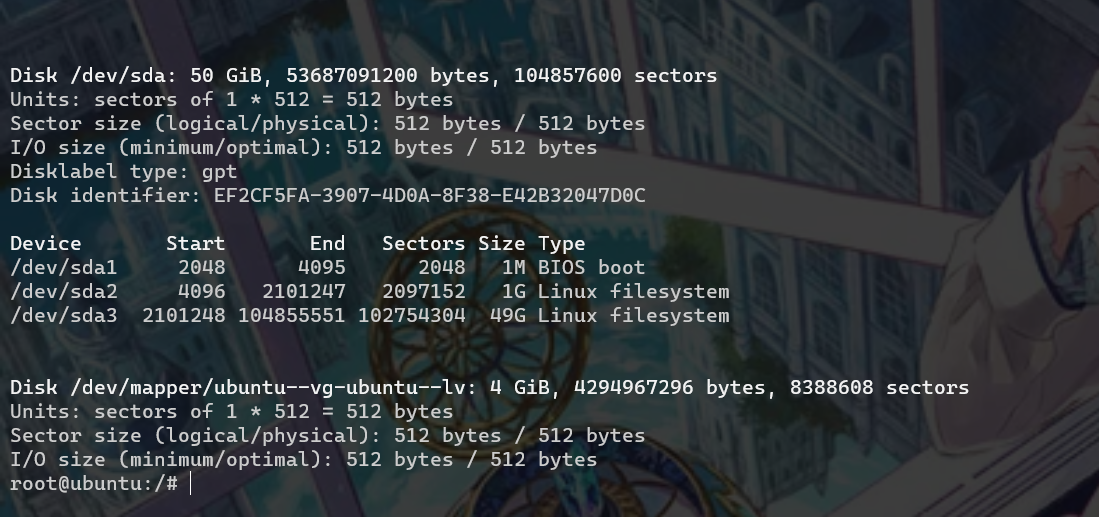 Disk /dev/sda: 50 GiB, 53687091200 bytes, 104857600 sectors
Units: sectors of 1 * 512 = 512 bytes
Sector size (logical/physical): 512 bytes / 512 bytes
I/O size (minimum/optimal): 512 bytes / 512 bytes
Disklabel type: gpt
Disk identifier: EF2CF5FA-3907-4D0A-8F38-E42B32047D0C
Device       Start       End   Sectors Size Type
/dev/sda1     2048      4095      2048   1M BIOS boot
/dev/sda2     4096   2101247   2097152   1G Linux filesystem
/dev/sda3  2101248 104855551 102754304  49G Linux filesystem
Disk /dev/mapper/ubuntu--vg-ubuntu--lv: 4 GiB, 4294967296 bytes, 8388608 sectors
Units: sectors of 1 * 512 = 512 bytes
Sector size (logical/physical): 512 bytes / 512 bytes
I/O size (minimum/optimal): 512 bytes / 512 bytes
root@ubuntu:/#